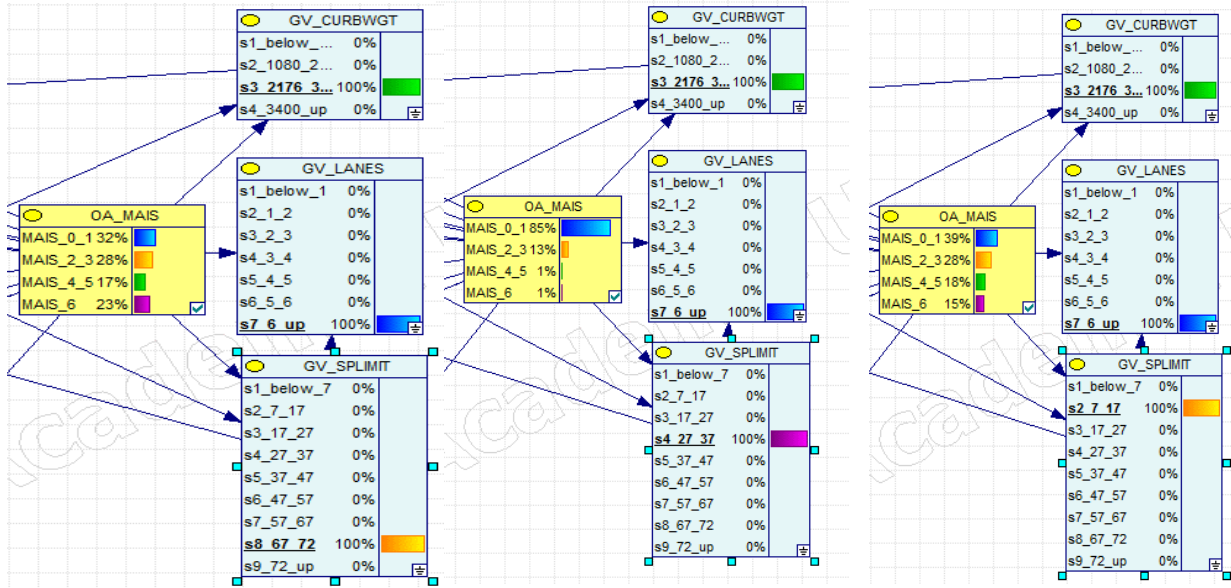 GV_CURBWGT
s1_below_... 0%
s2_1080_2... 0%
s3_2176_3... 100%
s4_3400_up 0%
GV_LANES
s1_below_1 0%
s2_1_2 0%
s3_2_3 0%
s4_3_4 0%
s5_4_5 0%
s6_5_6 0%
s7_6_up 100%
OA_MAIS
MAIS_0_1 32%
MAIS_2_3 28%
MAIS_4_5 17%
MAIS_6 23%
GV_SPLIMIT
s1_below_7 0%
s2_7_17 0%
s3_17_27 0%
s4_27_37 0%
s5_37_47 0%
s6_47_57 0%
s7_57_67 0%
s8_67_72 100%
s9_72_up 0%
GV_CURBWGT
s1_below_... 0%
s2_1080_2... 0%
s3_2176_3... 100%
s4_3400_up 0%
GV_LANES
s1_below_1 0%
s2_1_2 0%
s3_2_3 0%
s4_3_4 0%
s5_4_5 0%
s6_5_6 0%
s7_6_up 100%
OA_MAIS
MAIS_0_1 85%
MAIS_2_3 13%
MAIS_4_5 1%
MAIS_6 1%
GV_SPLIMIT
s1_below_7 0%
s2_7_17 0%
s3_17_27 0%
s4_27_37 100%
s5_37_47 0%
s6_47_57 0%
s7_57_67 0%
s8_67_72 0%
s9_72_up 0%
GV_CURBWGT
s1_below_... 0%
s2_1080_2... 0%
s3_2176_3... 100%
s4_3400_up 0%
GV_LANES
s1_below_1 0%
s2_1_2 0%
s3_2_3 0%
s4_3_4 0%
s5_4_5 0%
s6_5_6 0%
s7_6_up 100%
OA_MAIS
MAIS_0_1 39%
MAIS_2_3 28%
MAIS_4_5 18%
MAIS_6 15%
GV_SPLIMIT
s1_below_7 0%
s2_7_17 100%
s3_17_27 0%
s4_27_37 0%
s5_37_47 0%
s6_47_57 0%
s7_57_67 0%
s8_67_72 0%
s9_72_up 0%